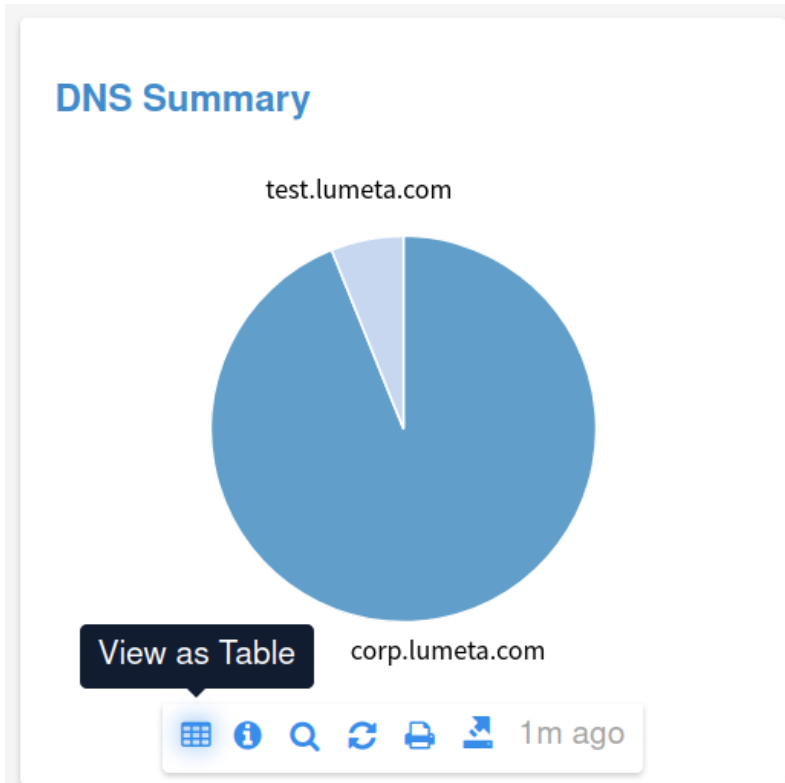 DNS Summary
test.lumeta.com
corp.lumeta.com
View as Table
1m ago